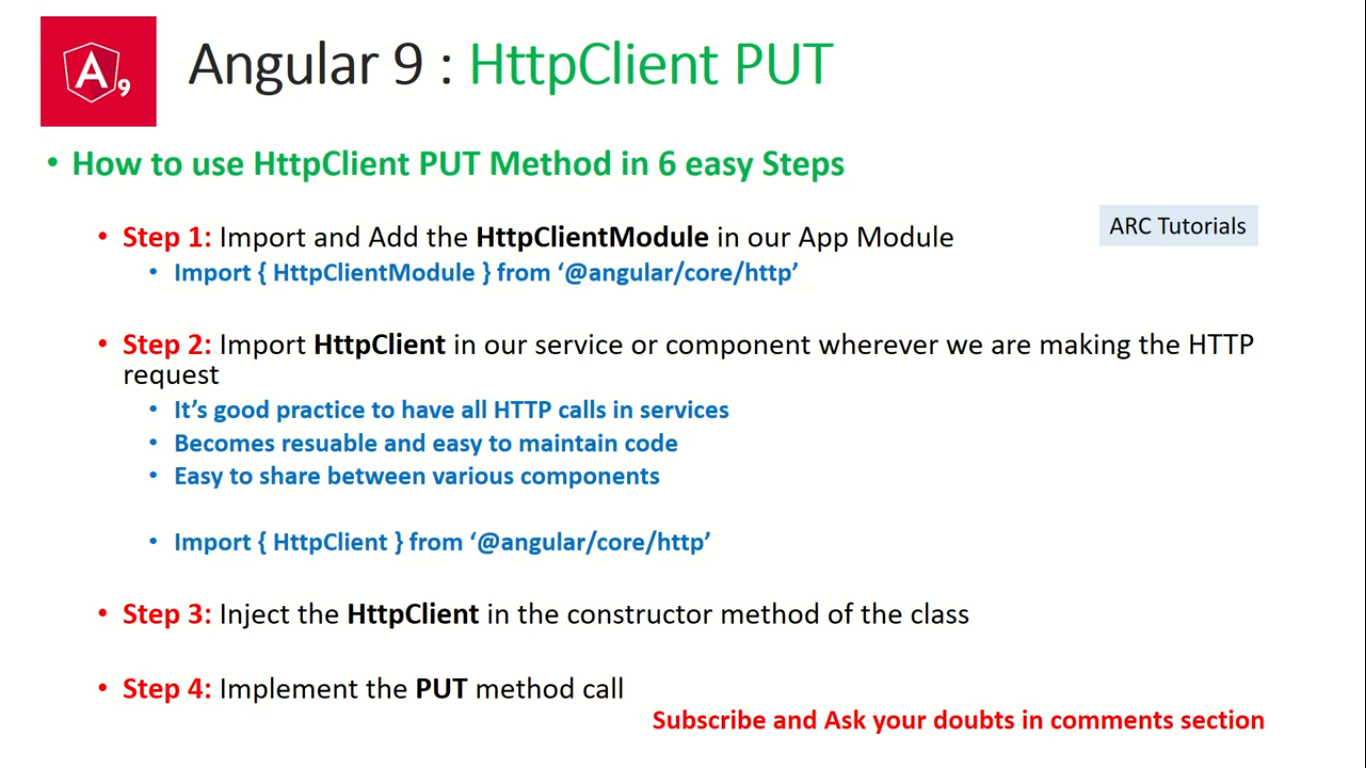 A9
Angular 9 : HttpClient PUT
• How to use HttpClient PUT Method in 6 easy Steps
• Step 1: Import and Add the HttpClientModule in our App Module
ARC Tutorials
• Import { HttpClientModule } from ‘@angular/core/http’
• Step 2: Import HttpClient in our service or component wherever we are making the HTTP
request
• It’s good practice to have all HTTP calls in services
• Becomes resuable and easy to maintain code
• Easy to share between various components
• Import { HttpClient } from ‘@angular/core/http’
• Step 3: Inject the HttpClient in the constructor method of the class
• Step 4: Implement the PUT method call
Subscribe and Ask your doubts in comments section